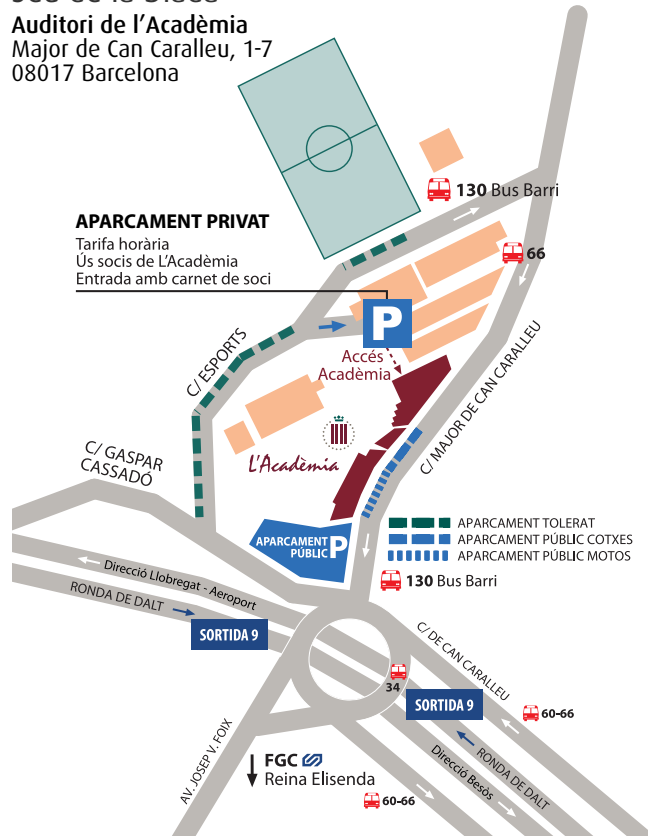 Auditori de l'Acadèmia
Major de Can Caralleu, 1-7
08017 Barcelona
130 Bus Barri
APARCAMENT PRIVAT
Tarifa horària
Ús socis de L'Acadèmia
Entrada amb carnet de soci
66
P
Accés
Acadèmia
C/ ESPORTS
C/ MAJOR DE CAN CARALLEU
L'Acadèmia
C/ GASPAR
CASSADÓ
APARCAMENT TOLERAT
APARCAMENT PÚBLIC COTXES
APARCAMENT PÚBLIC MOTOS
APARCAMENT
PÚBLIC P
130 Bus Barri
Direcció Llobregat - Aeroport
RONDA DE DALT
SORTIDA 9
C/ DE CAN CARALLEU
34
SORTIDA 9
60-66
AV. JOSEP V. FOIX
FGC
Reina Elisenda
RONDA DE DALT
Direcció Besòs
60-66